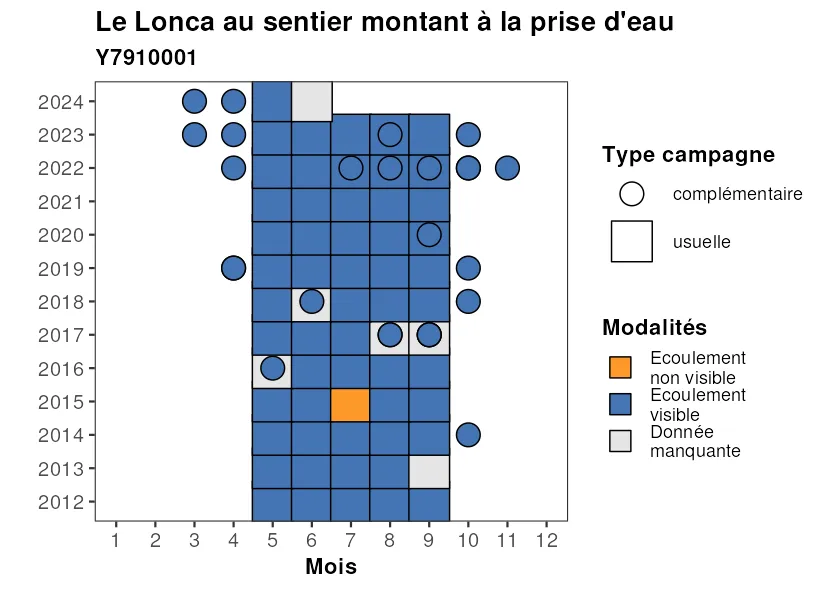 Le Lonca au sentier montant à la prise d'eau
Y7910001
2024
2023
2022
2021
2020
2019
2018
2017
2016
2015
2014
2013
2012
1 2 3 4 5 6 7 8 9 10 11 12
Mois
Type campagne
complémentaire
usuelle
Modalités
Ecoulement
non visible
Ecoulement
visible
Donnée
manquante